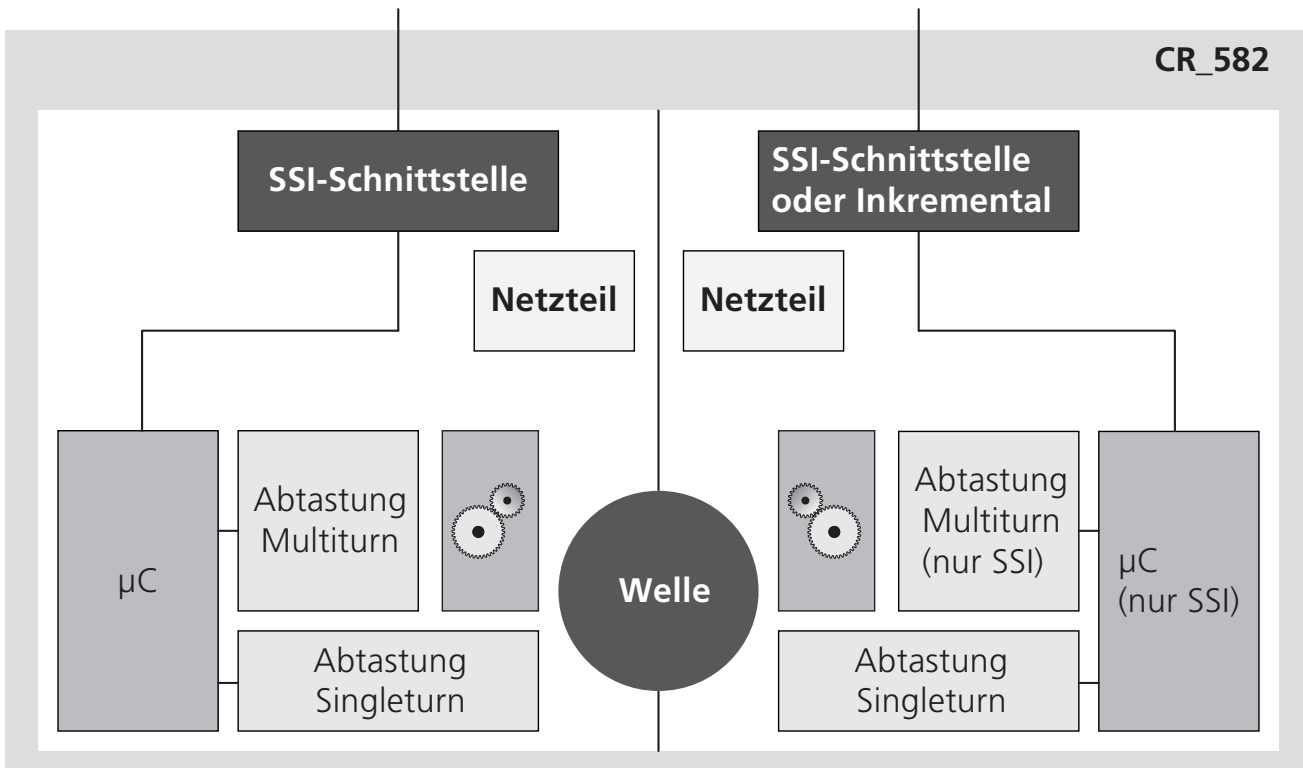 CR_582
SSI-Schnittstelle
SSI-Schnittstelle
oder Inkremental
Netzteil
Netzteil
µC
Abtastung
Multiturn
Abtastung
Singleturn
Welle
Abtastung
Multiturn
(nur SSI)
Abtastung
Singleturn
µC
(nur SSI)